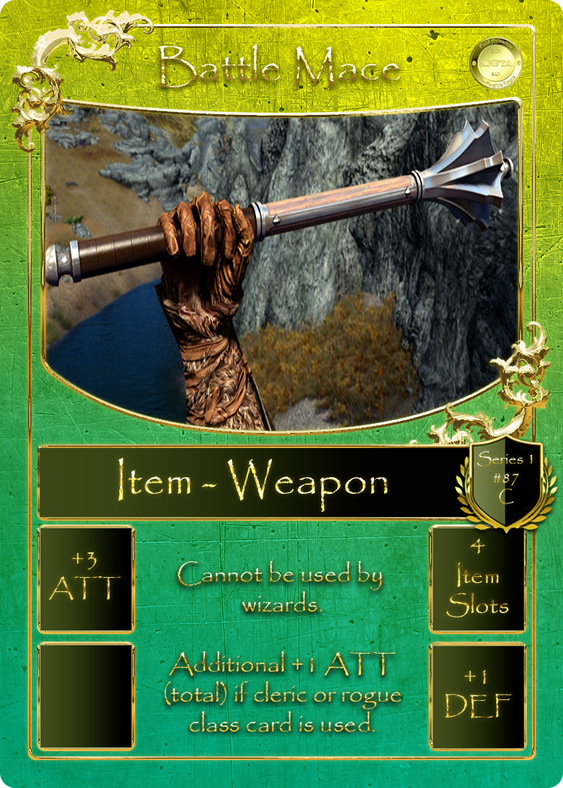 Battle Mace
Item - Weapon
Series 1
#87
C
+3
ATT
Cannot be used by
wizards.
4
Item
Slots
Additional +1 ATT
(total) if cleric or rogue
class card is used.
+1
DEF